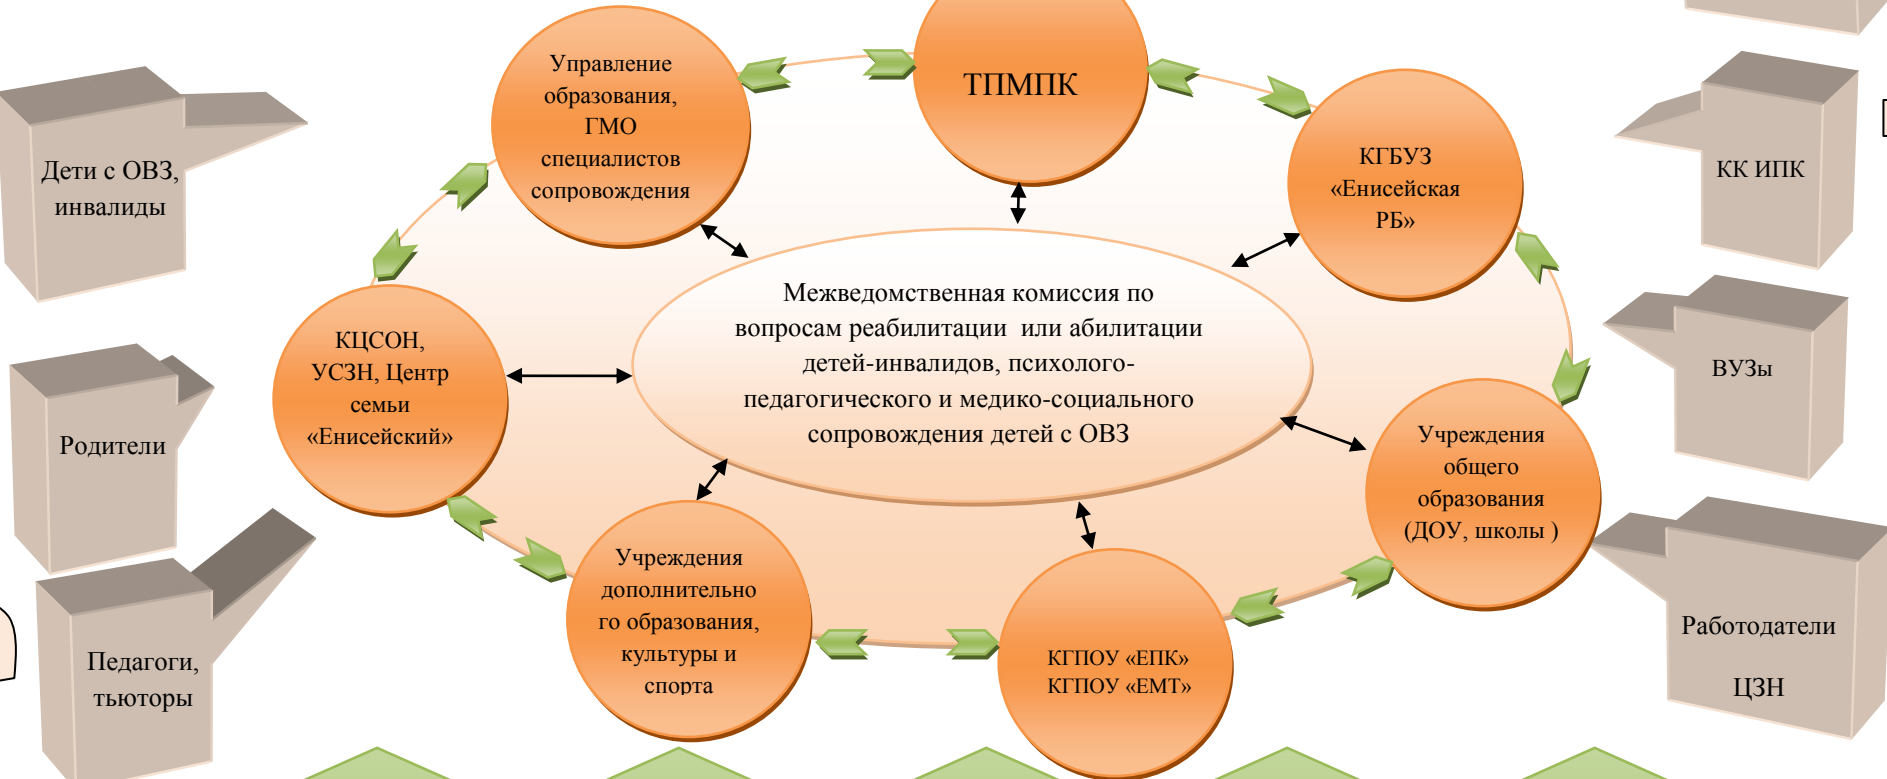 Управление
образования,
ГМО
специалистов
сопровождения
ТПМПК
КГБУЗ
«Енисейская
РБ»
Дети с ОВЗ,
инвалиды
КК ИПК
Межведомственная комиссия по
вопросам реабилитации  или абилитации
детей-инвалидов, психолого-
педагогического и медико-социального
сопровождения детей с ОВЗ
КЦСОН,
УСЗН, Центр
семьи
«Енисейский»
ВУЗы
Родители
Учреждения
общего
образования
(ДОУ, школы )
Учреждения
дополнительно
го образования,
культуры и
спорта
КГПОУ «ЕПК»
КГПОУ «ЕМТ»
Педагоги,
тьюторы
Работодатели
ЦЗН